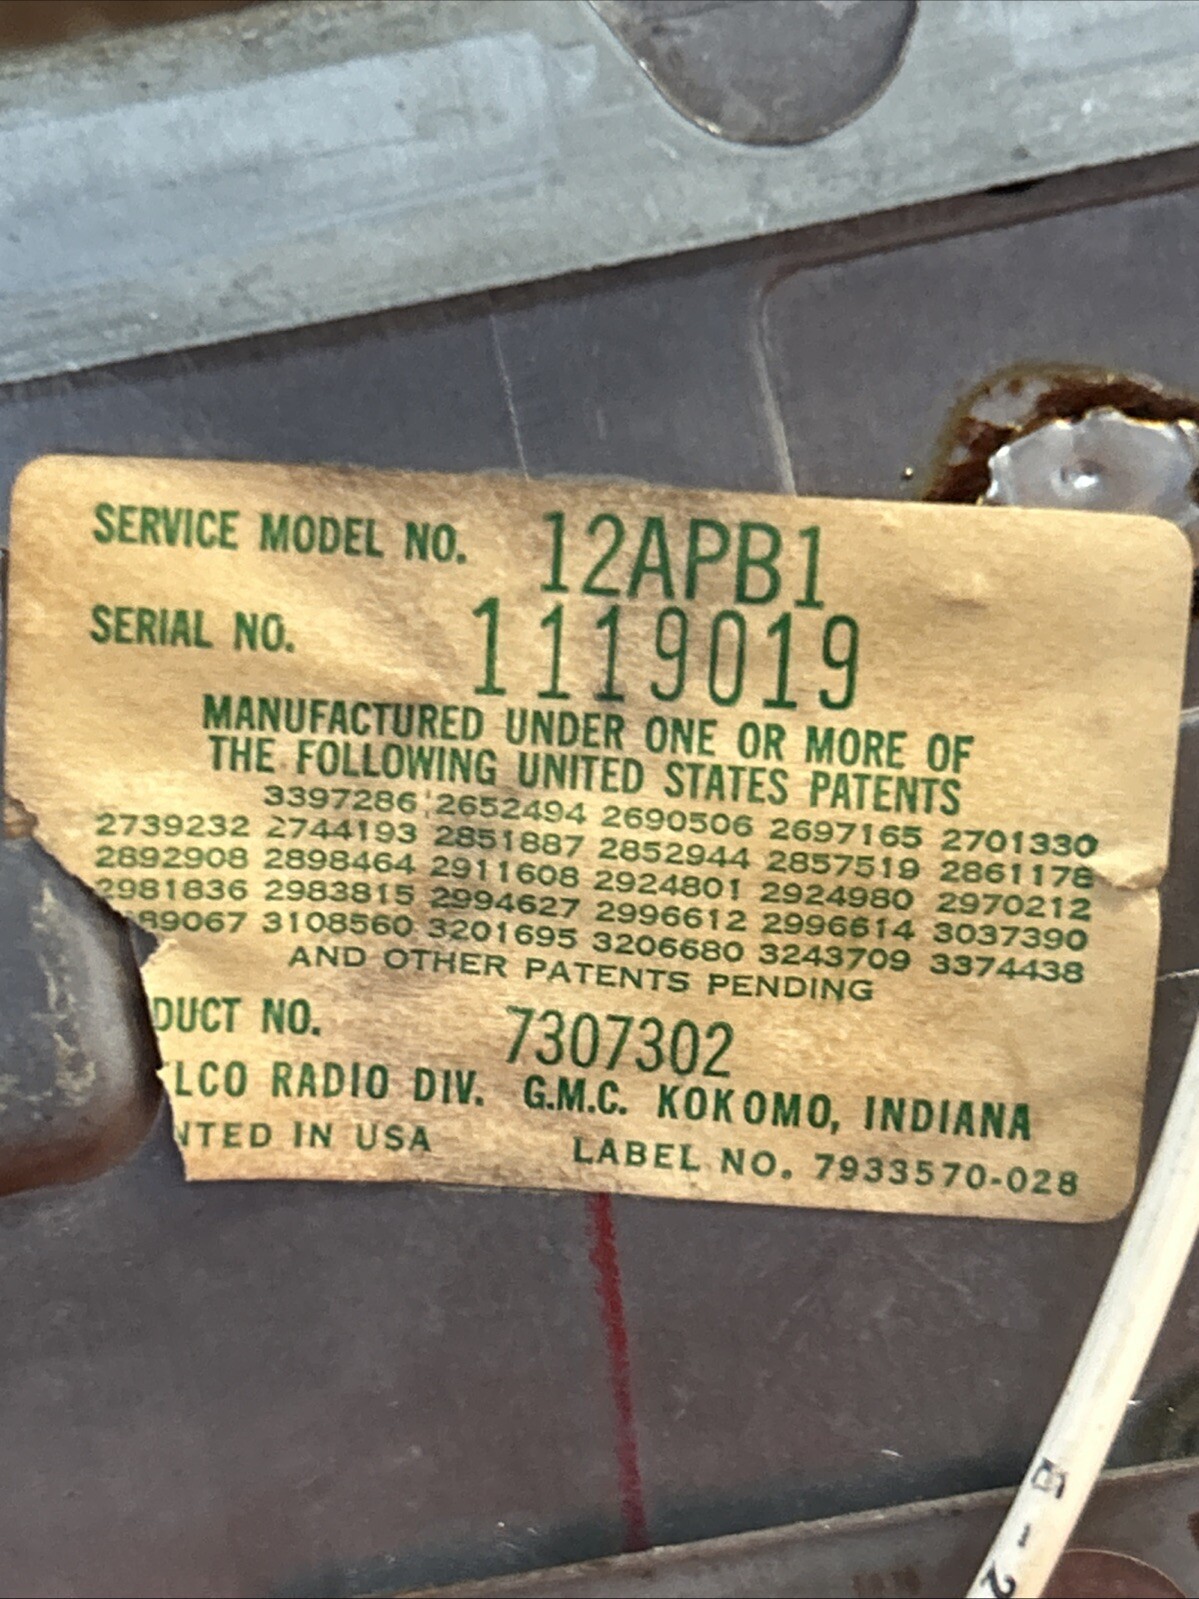 SERVICE MODEL NO. 12APB1
SERIAL NO. 1119019
MANUFACTURED UNDER ONE OR MORE OF
THE FOLLOWING UNITED STATES PATENTS
3397286 2652494 2690506 2697165 2701330
2739232 2744193 2851887 2852944 2857519 2861178
2892908 2898464 2911608 2924801 2924980 2970212
2981836 2983815 2994627 2996612 2996614 3037390
89067 3108560 3201695 3206680 3243709 3374438
AND OTHER PATENTS PENDING
DUCT NO. 7307302
LCO RADIO DIV. G.M.C. KOKOMO, INDIANA
NTED IN USA LABEL NO. 7933570-028